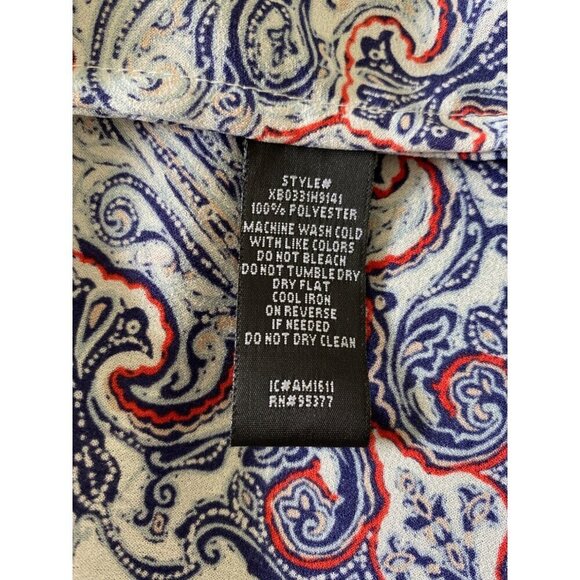 STYLE#
XB0331H9141
100% POLYESTER
MACHINE WASH COLD
WITH LIKE COLORS
DO NOT BLEACH
DO NOT TUMBLE DRY
DRY FLAT
COOL IRON
ON REVERSE
IF NEEDED
DO NOT DRY CLEAN
IC#AM1611
RN#95377